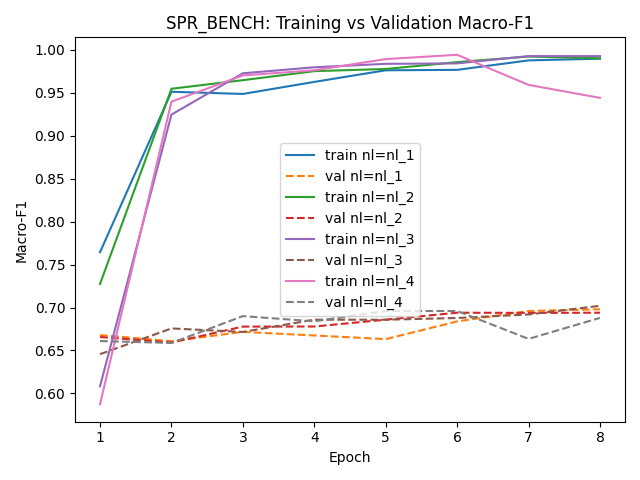 SPR_BENCH: Training vs Validation Macro-F1
Macro-F1
1.00
0.95
0.90
0.85
0.80
0.75
0.70
0.65
0.60
train nl=nl_1
val nl=nl_1
train nl=nl_2
val nl=nl_2
train nl=nl_3
val nl=nl_3
train nl=nl_4
val nl=nl_4
1 2 3 4 5 6 7 8
Epoch